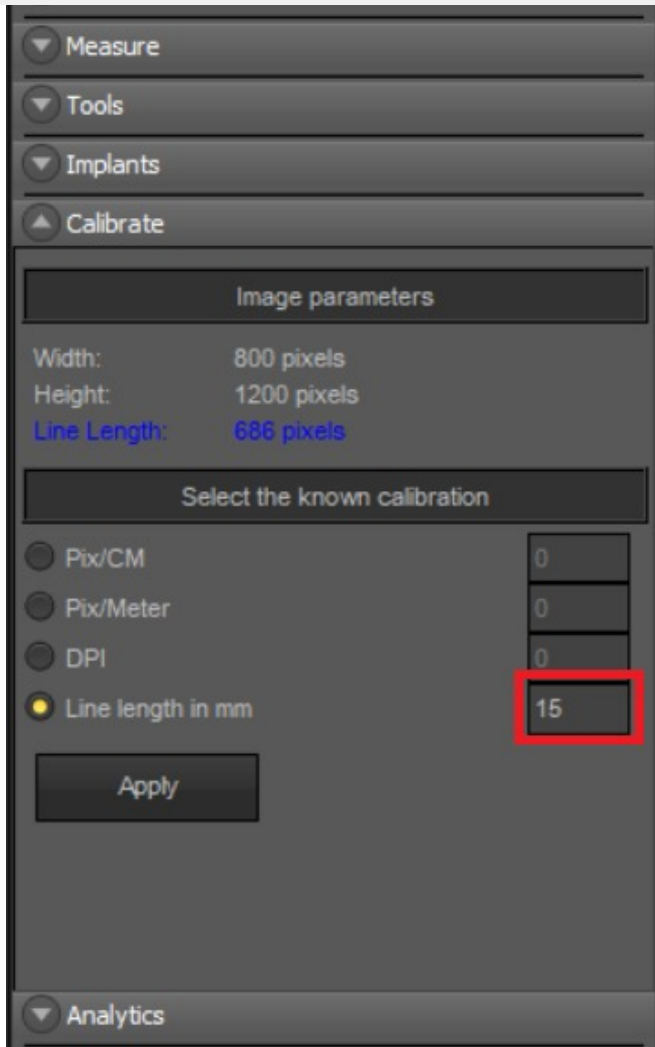 Measure
Tools
Implants
Calibrate
Image parameters
Width: 800 pixels
Height: 1200 pixels
Line Length: 686 pixels
Select the known calibration
Pix/CM 0
Pix/Meter 0
DPI 0
Line length in mm 15
Apply
Analytics